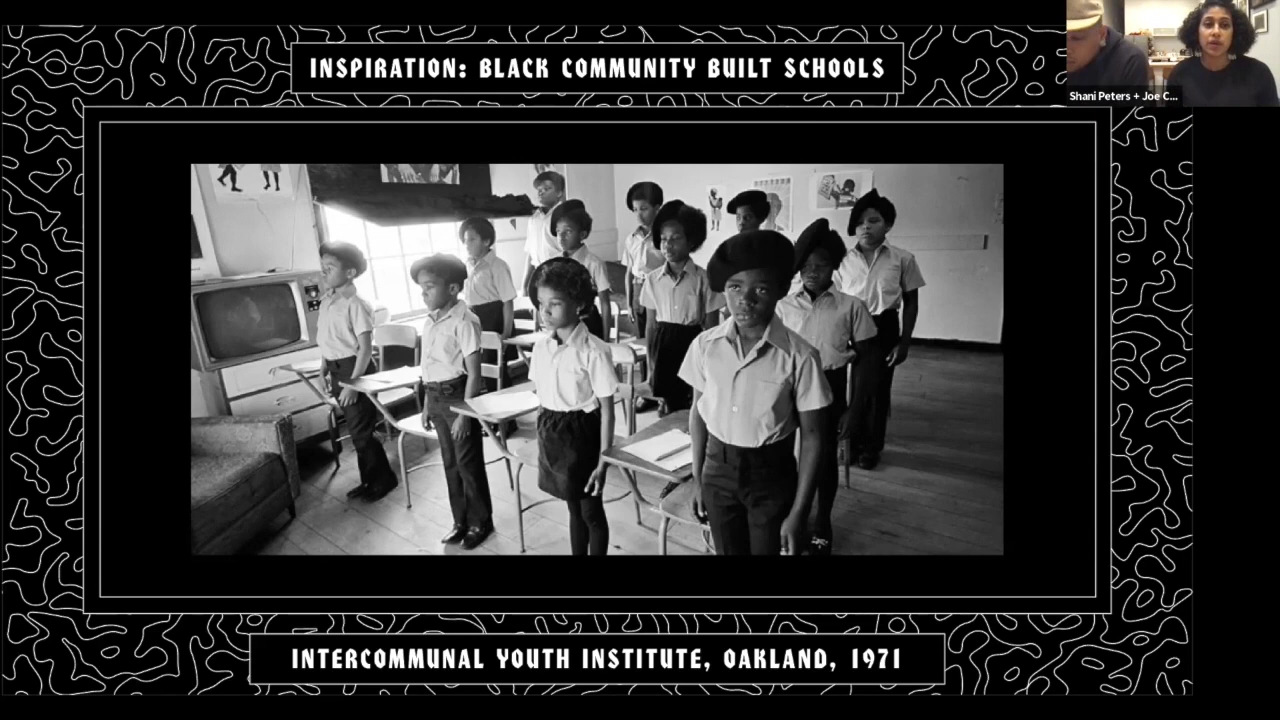 INSPIRATION: BLACK COMMUNITY BUILT SCHOOLS
Shani Peters + Joe C...
INTERCOMMUNAL YOUTH INSTITUTE, OAKLAND, 1971